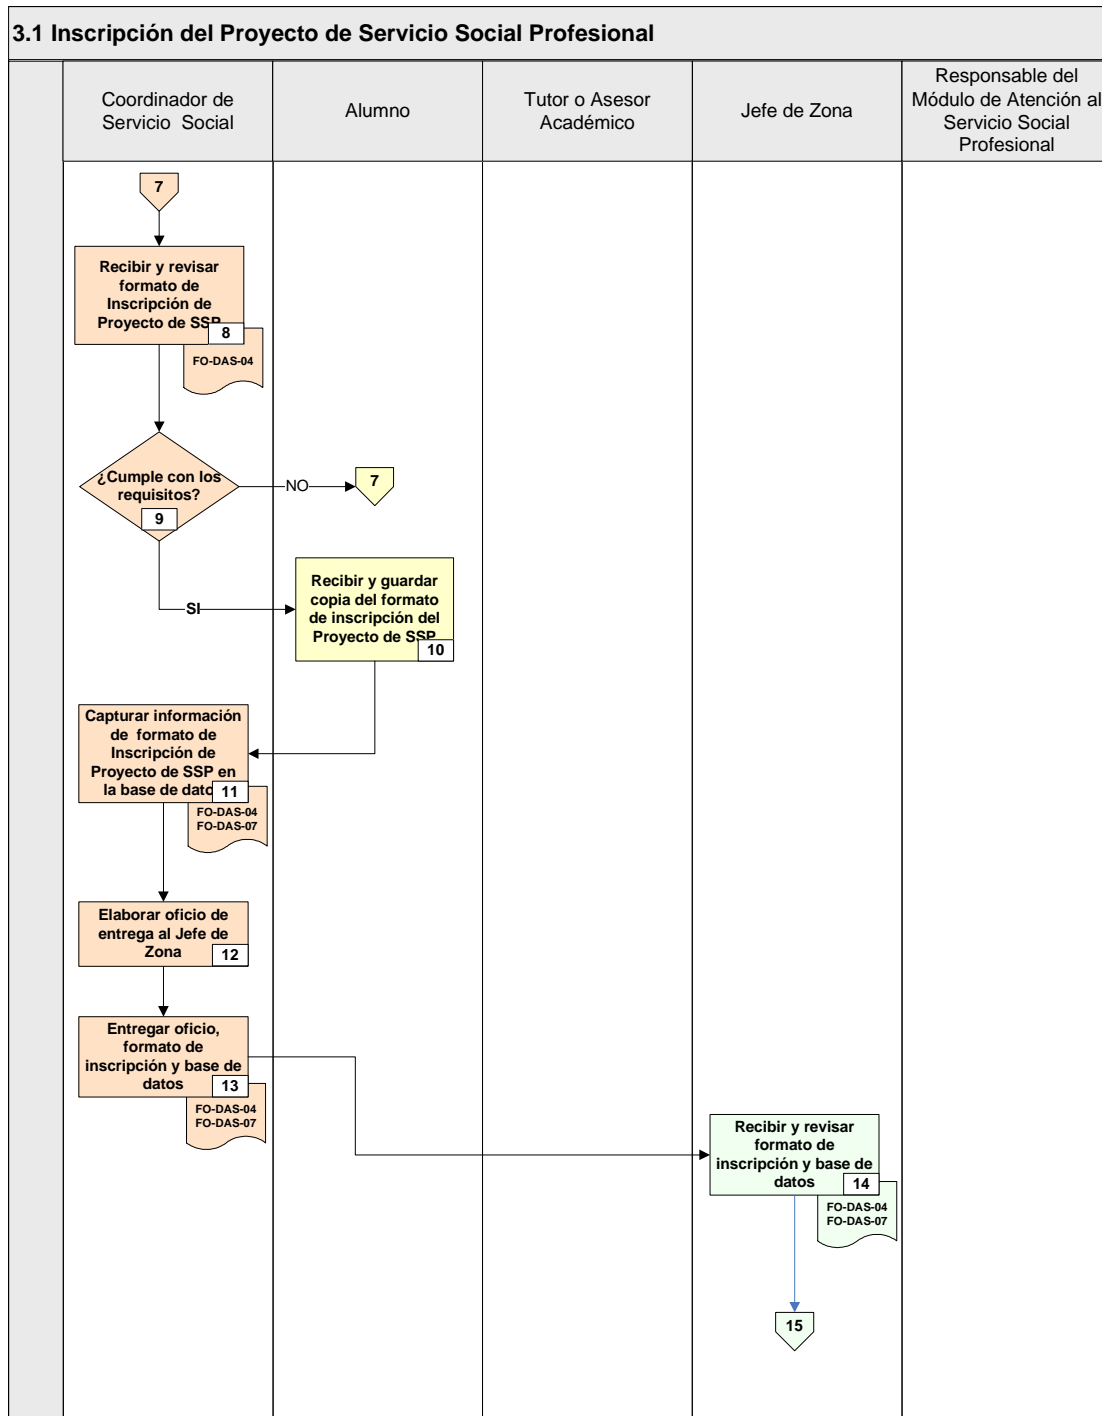 3.1 Inscripción del Proyecto de Servicio Social Profesional
Coordinador de
Servicio Social
Alumno
Tutor o Asesor
Académico
Jefe de Zona
Responsable del
Módulo de Atención al
Servicio Social
Profesional
7
Recibir y revisar
formato de
Inscripción de
Proyecto de SSP
8
FO-DAS-04
¿Cumple con los
requisitos?
9
NO
7
SI
Recibir y guardar
copia del formato
de inscripción del
Proyecto de SSP
10
Capturar información
de formato de
Inscripción de
Proyecto de SSP en
la base de dato
11
FO-DAS-04
FO-DAS-07
Elaborar oficio de
entrega al Jefe de
Zona
12
Entregar oficio,
formato de
inscripción y base de
datos
13
FO-DAS-04
FO-DAS-07
Recibir y revisar
formato de
inscripción y base de
datos
14
FO-DAS-04
FO-DAS-07
15